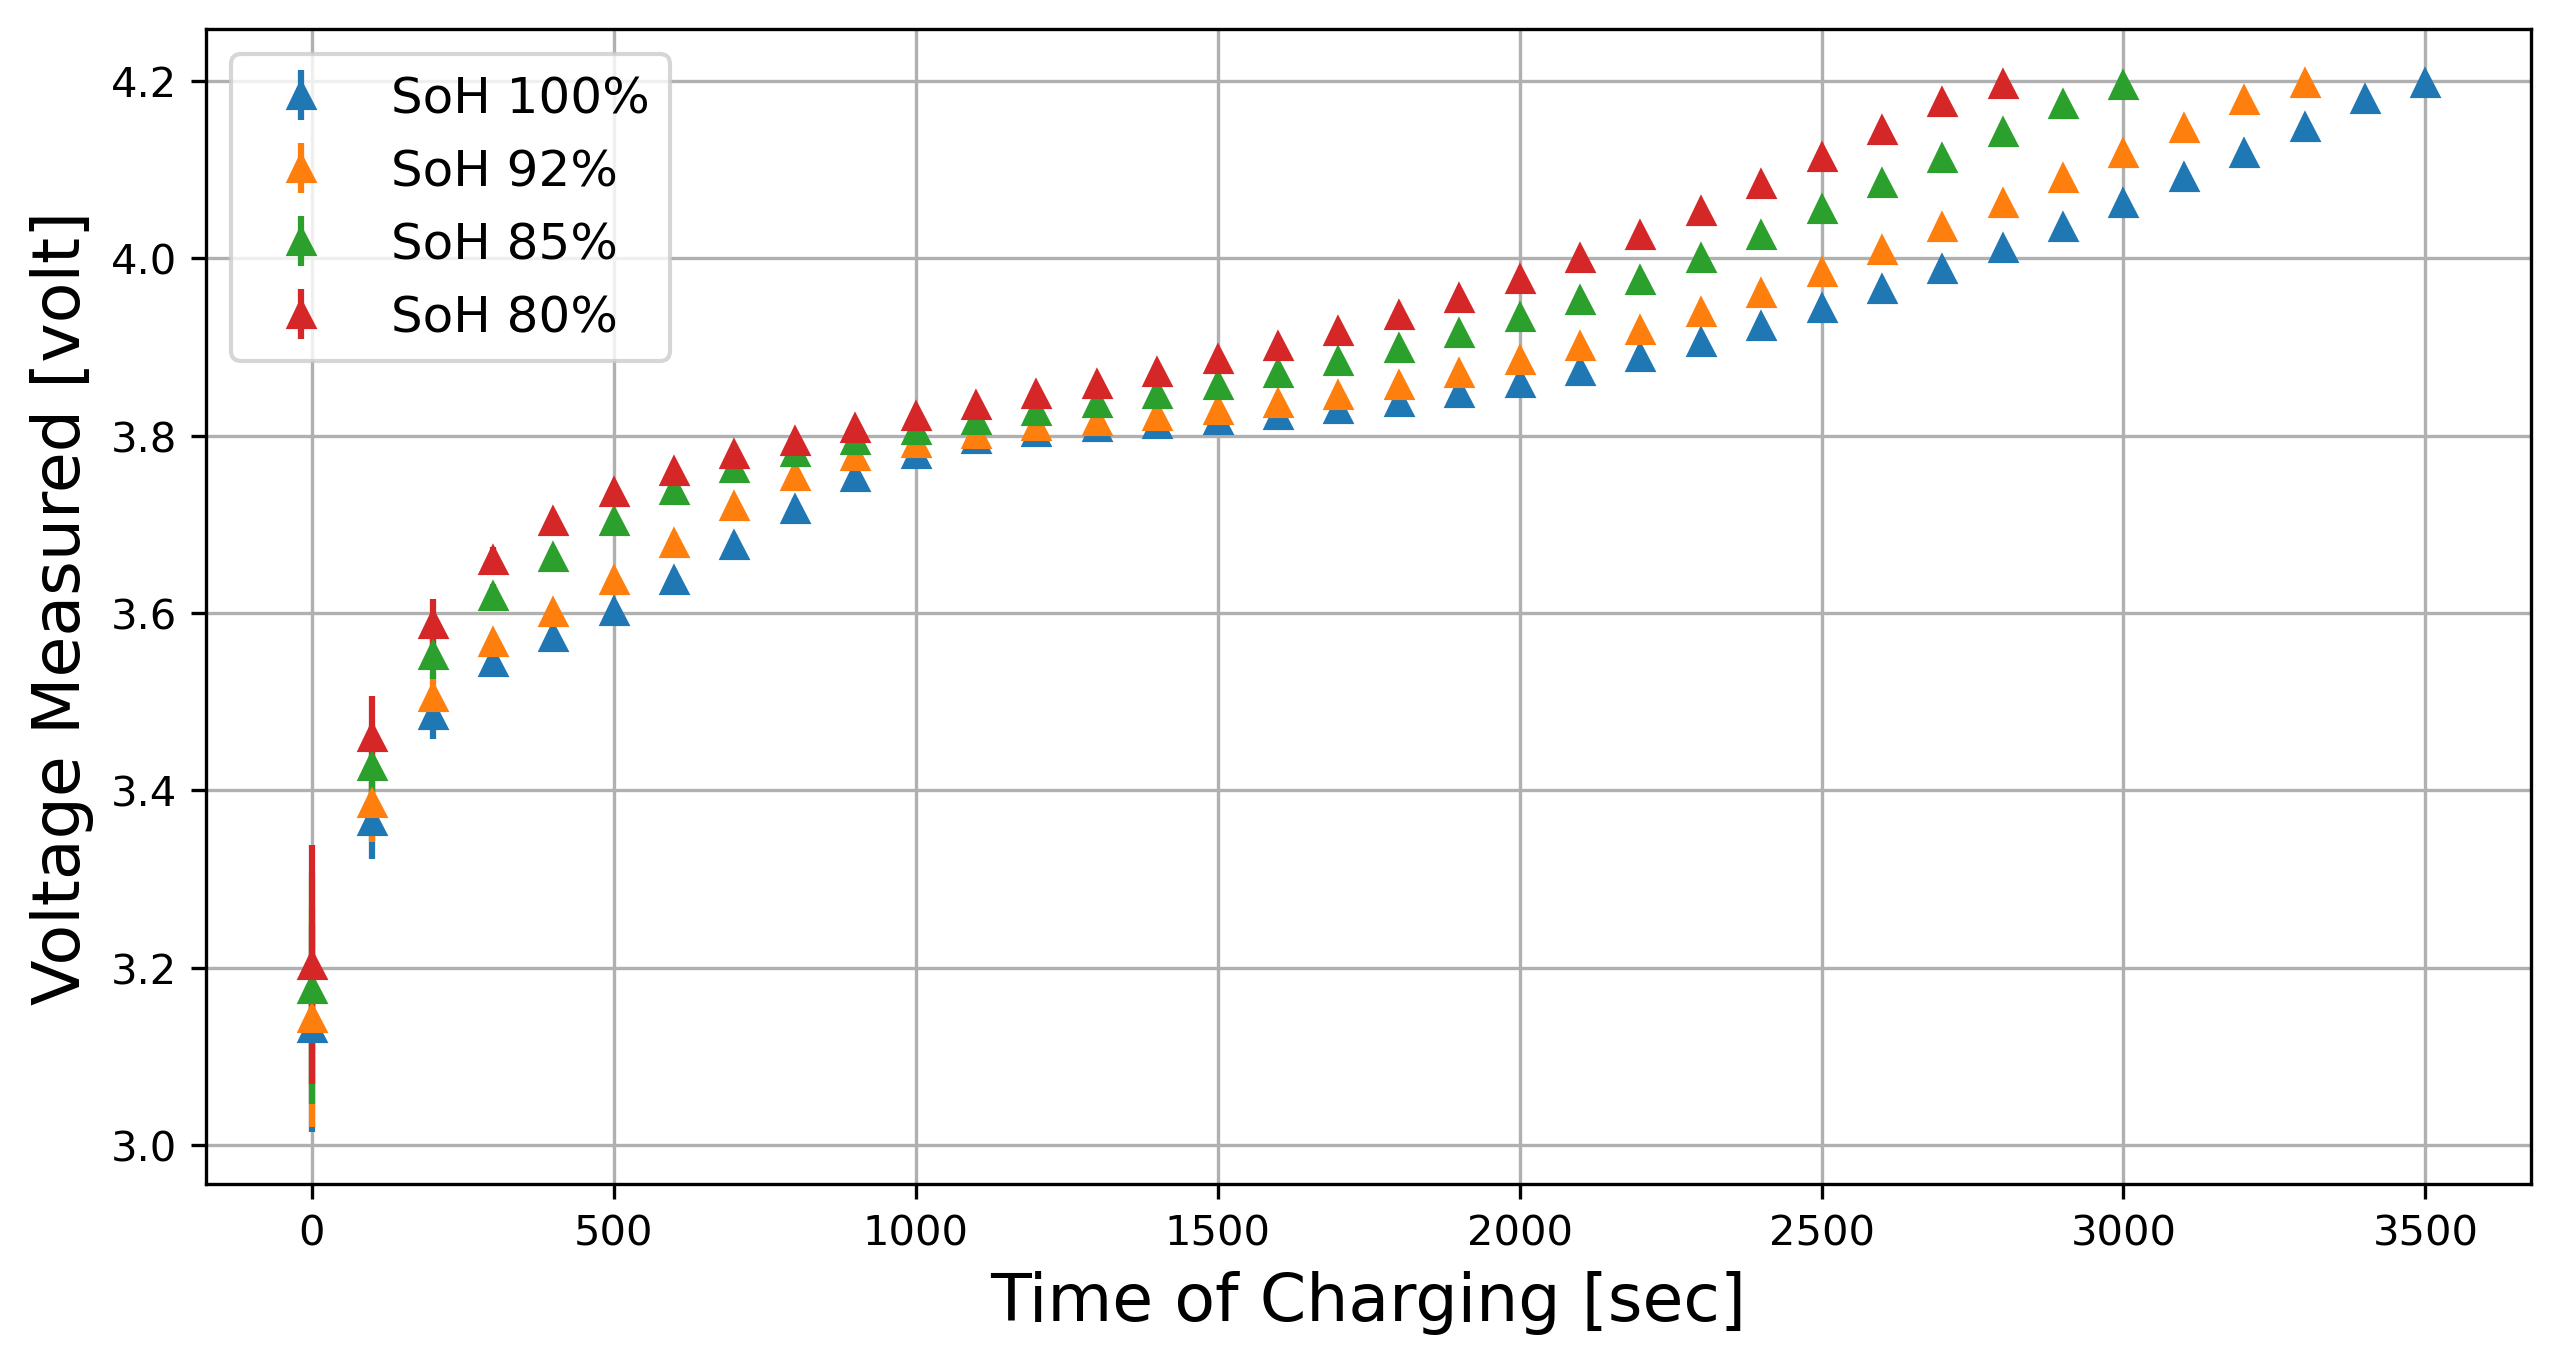 SoH 100%
SoH 92%
SoH 85%
SoH 80%
Voltage Measured [volt]
4.2
4.0
3.8
3.6
3.4
3.2
3.0
0 500 1000 1500 2000 2500 3000 3500
Time of Charging [sec]